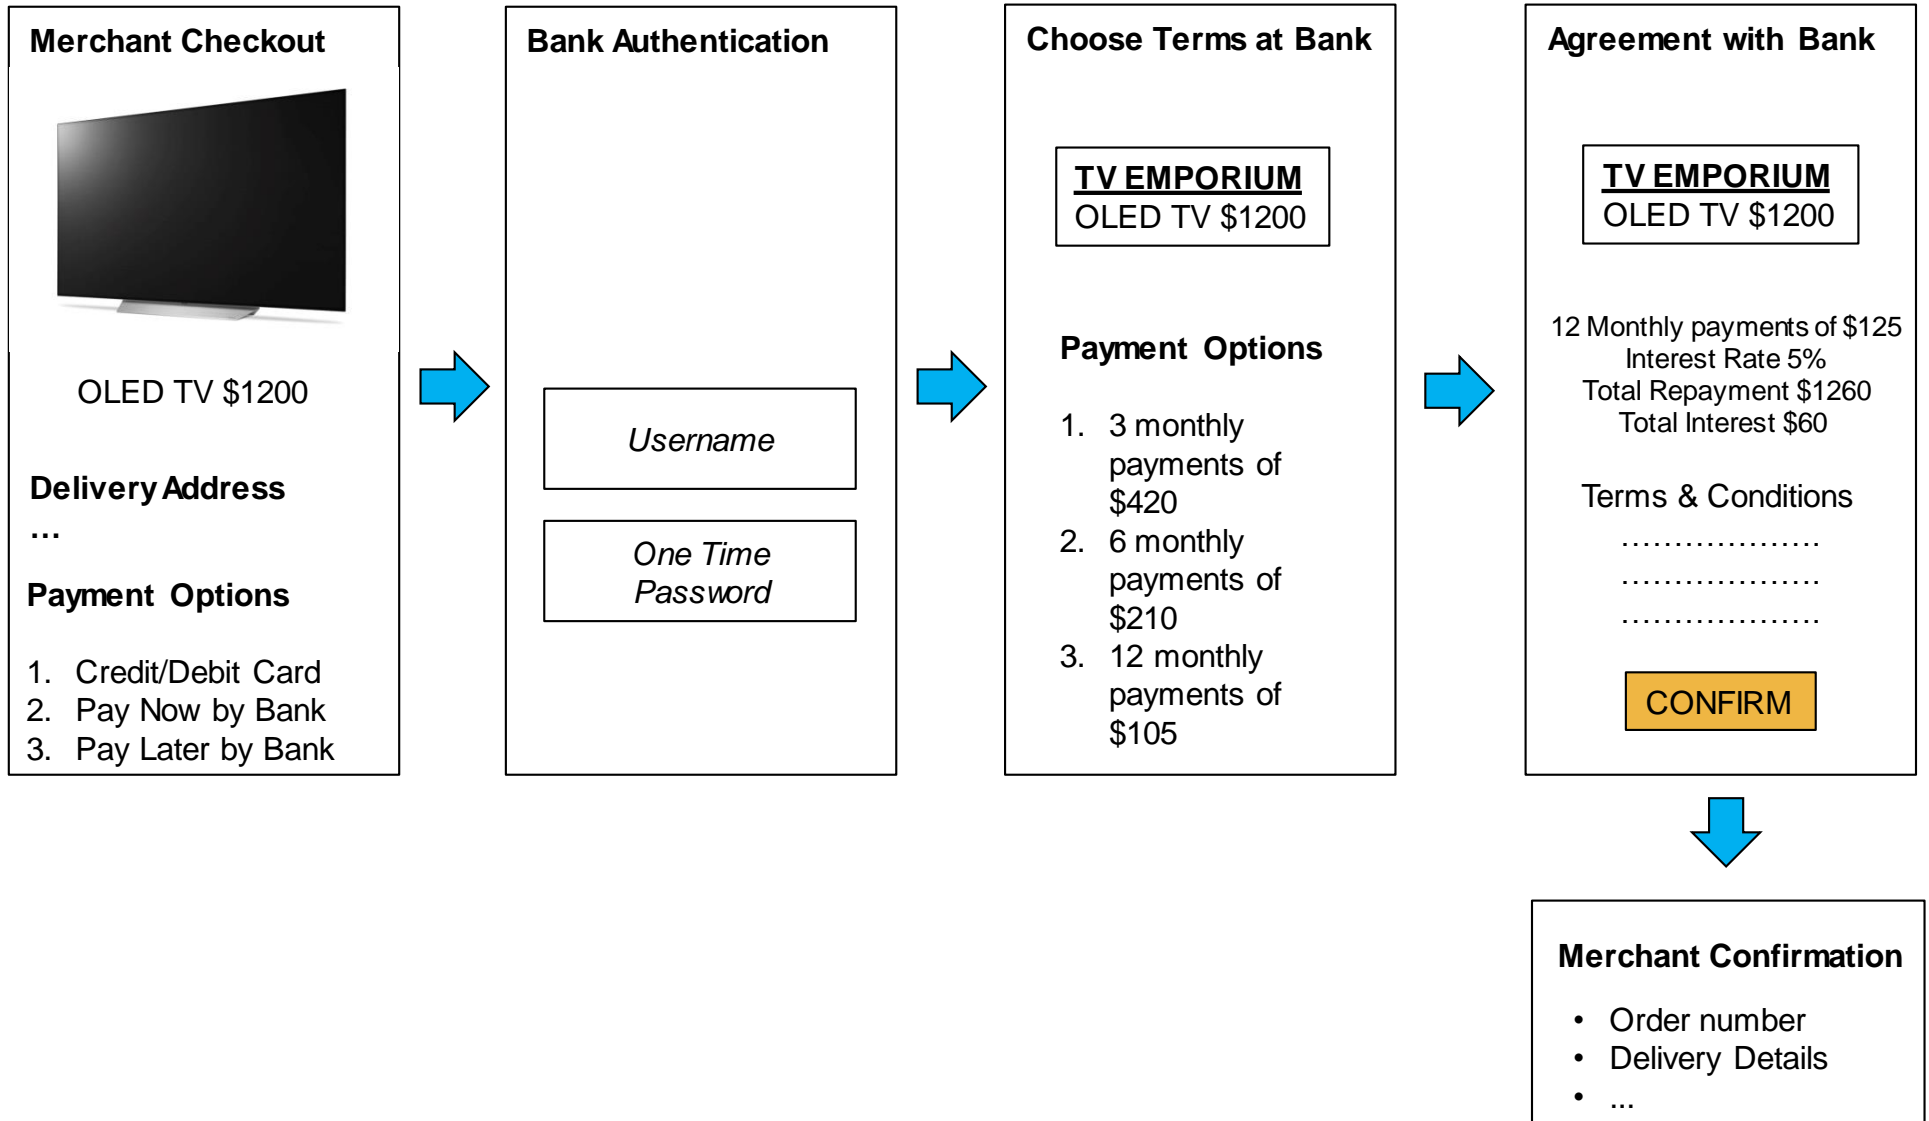 Merchant Checkout
OLED TV $1200
Delivery Address
...
Payment Options
1. Credit/Debit Card
2. Pay Now by Bank
3. Pay Later by Bank
Bank Authentication
Username
One Time
Password
Choose Terms at Bank
TV EMPORIUM
OLED TV $1200
Payment Options
1. 3 monthly
payments of
$420
2. 6 monthly
payments of
$210
3. 12 monthly
payments of
$105
Agreement with Bank
TV EMPORIUM
OLED TV $1200
12 Monthly payments of $125
Interest Rate 5%
Total Repayment $1260
Total Interest $60
Terms & Conditions
...................
...................
...................
CONFIRM
Merchant Confirmation
• Order number
• Delivery Details
• ...